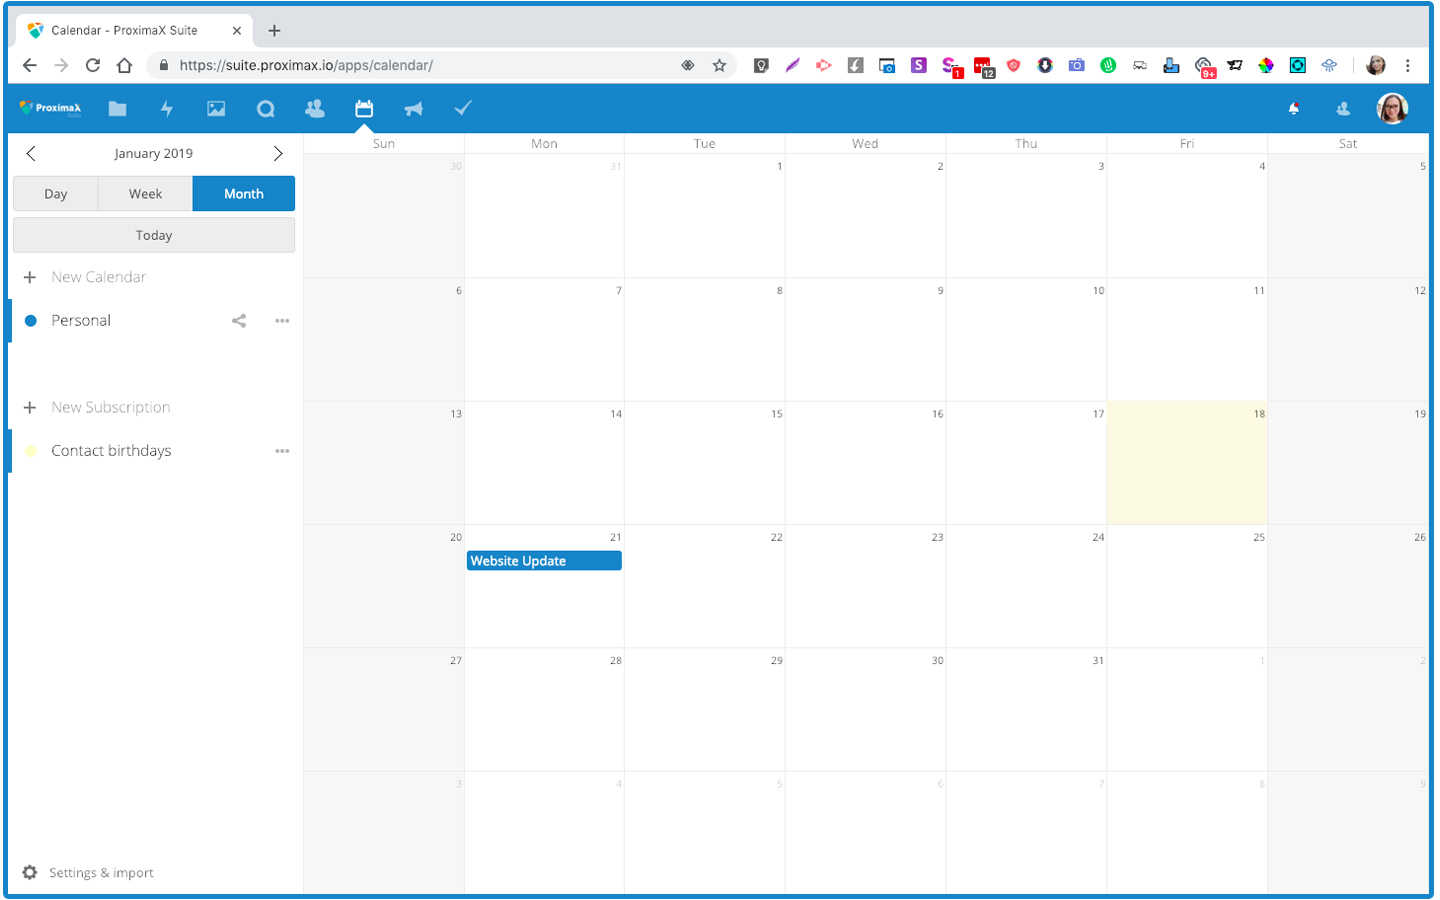 Calendar - ProximaX Suite
https://suite.proximax.io/apps/calendar/
1
12
9+
ProximaX
Suite
January 2019
Day Week Month
Today
New Calendar
Personal
New Subscription
Contact birthdays
Settings & import
Sun Mon Tue Wed Thu Fri Sat
30 31 1 2 3 4 5
6 7 8 9 10 11 12
13 14 15 16 17 18 19
20 21 22 23 24 25 26
Website Update
27 28 29 30 31 1 2
3 4 5 6 7 8 9